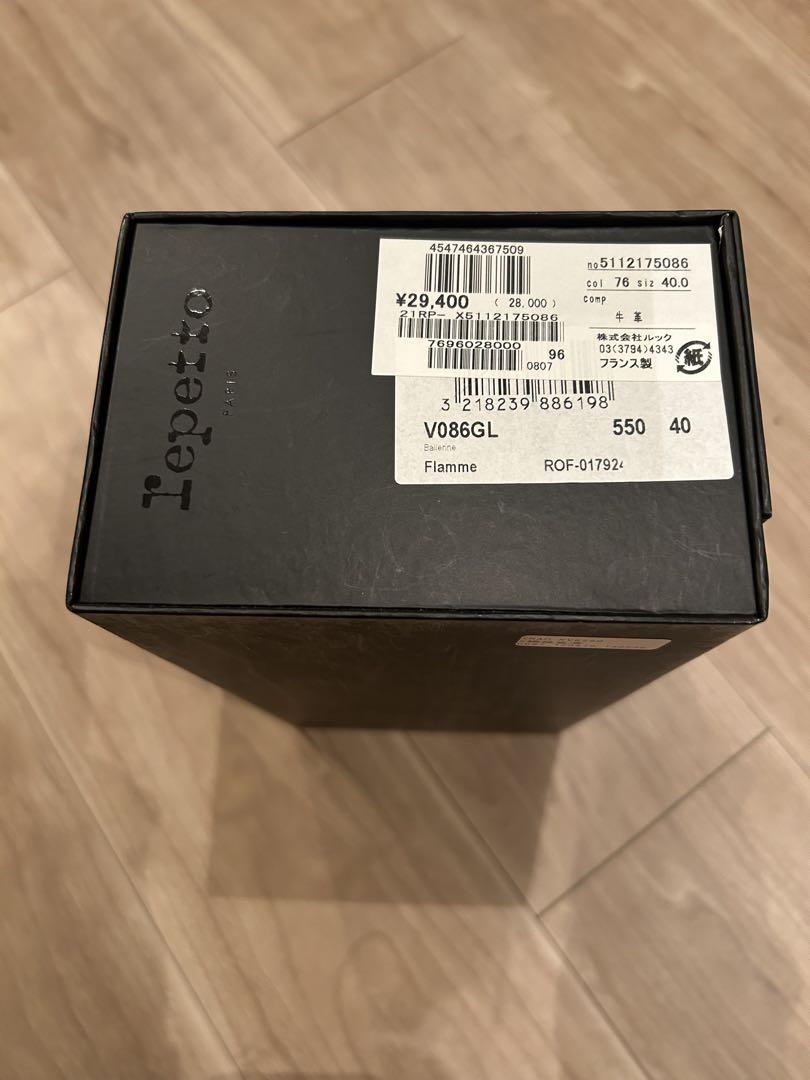 repetto
PARIS
4547464367509
¥29,400 ( 28,000)
21RP- X5112175086
7696028000 96
0807
no 5112175086
col 76 siz 40.0
comp
牛 革
株式会社ルック
03(3794)4343
フランス製
紙
3 218239 886198
V086GL 550 40
Flamme ROF-017924